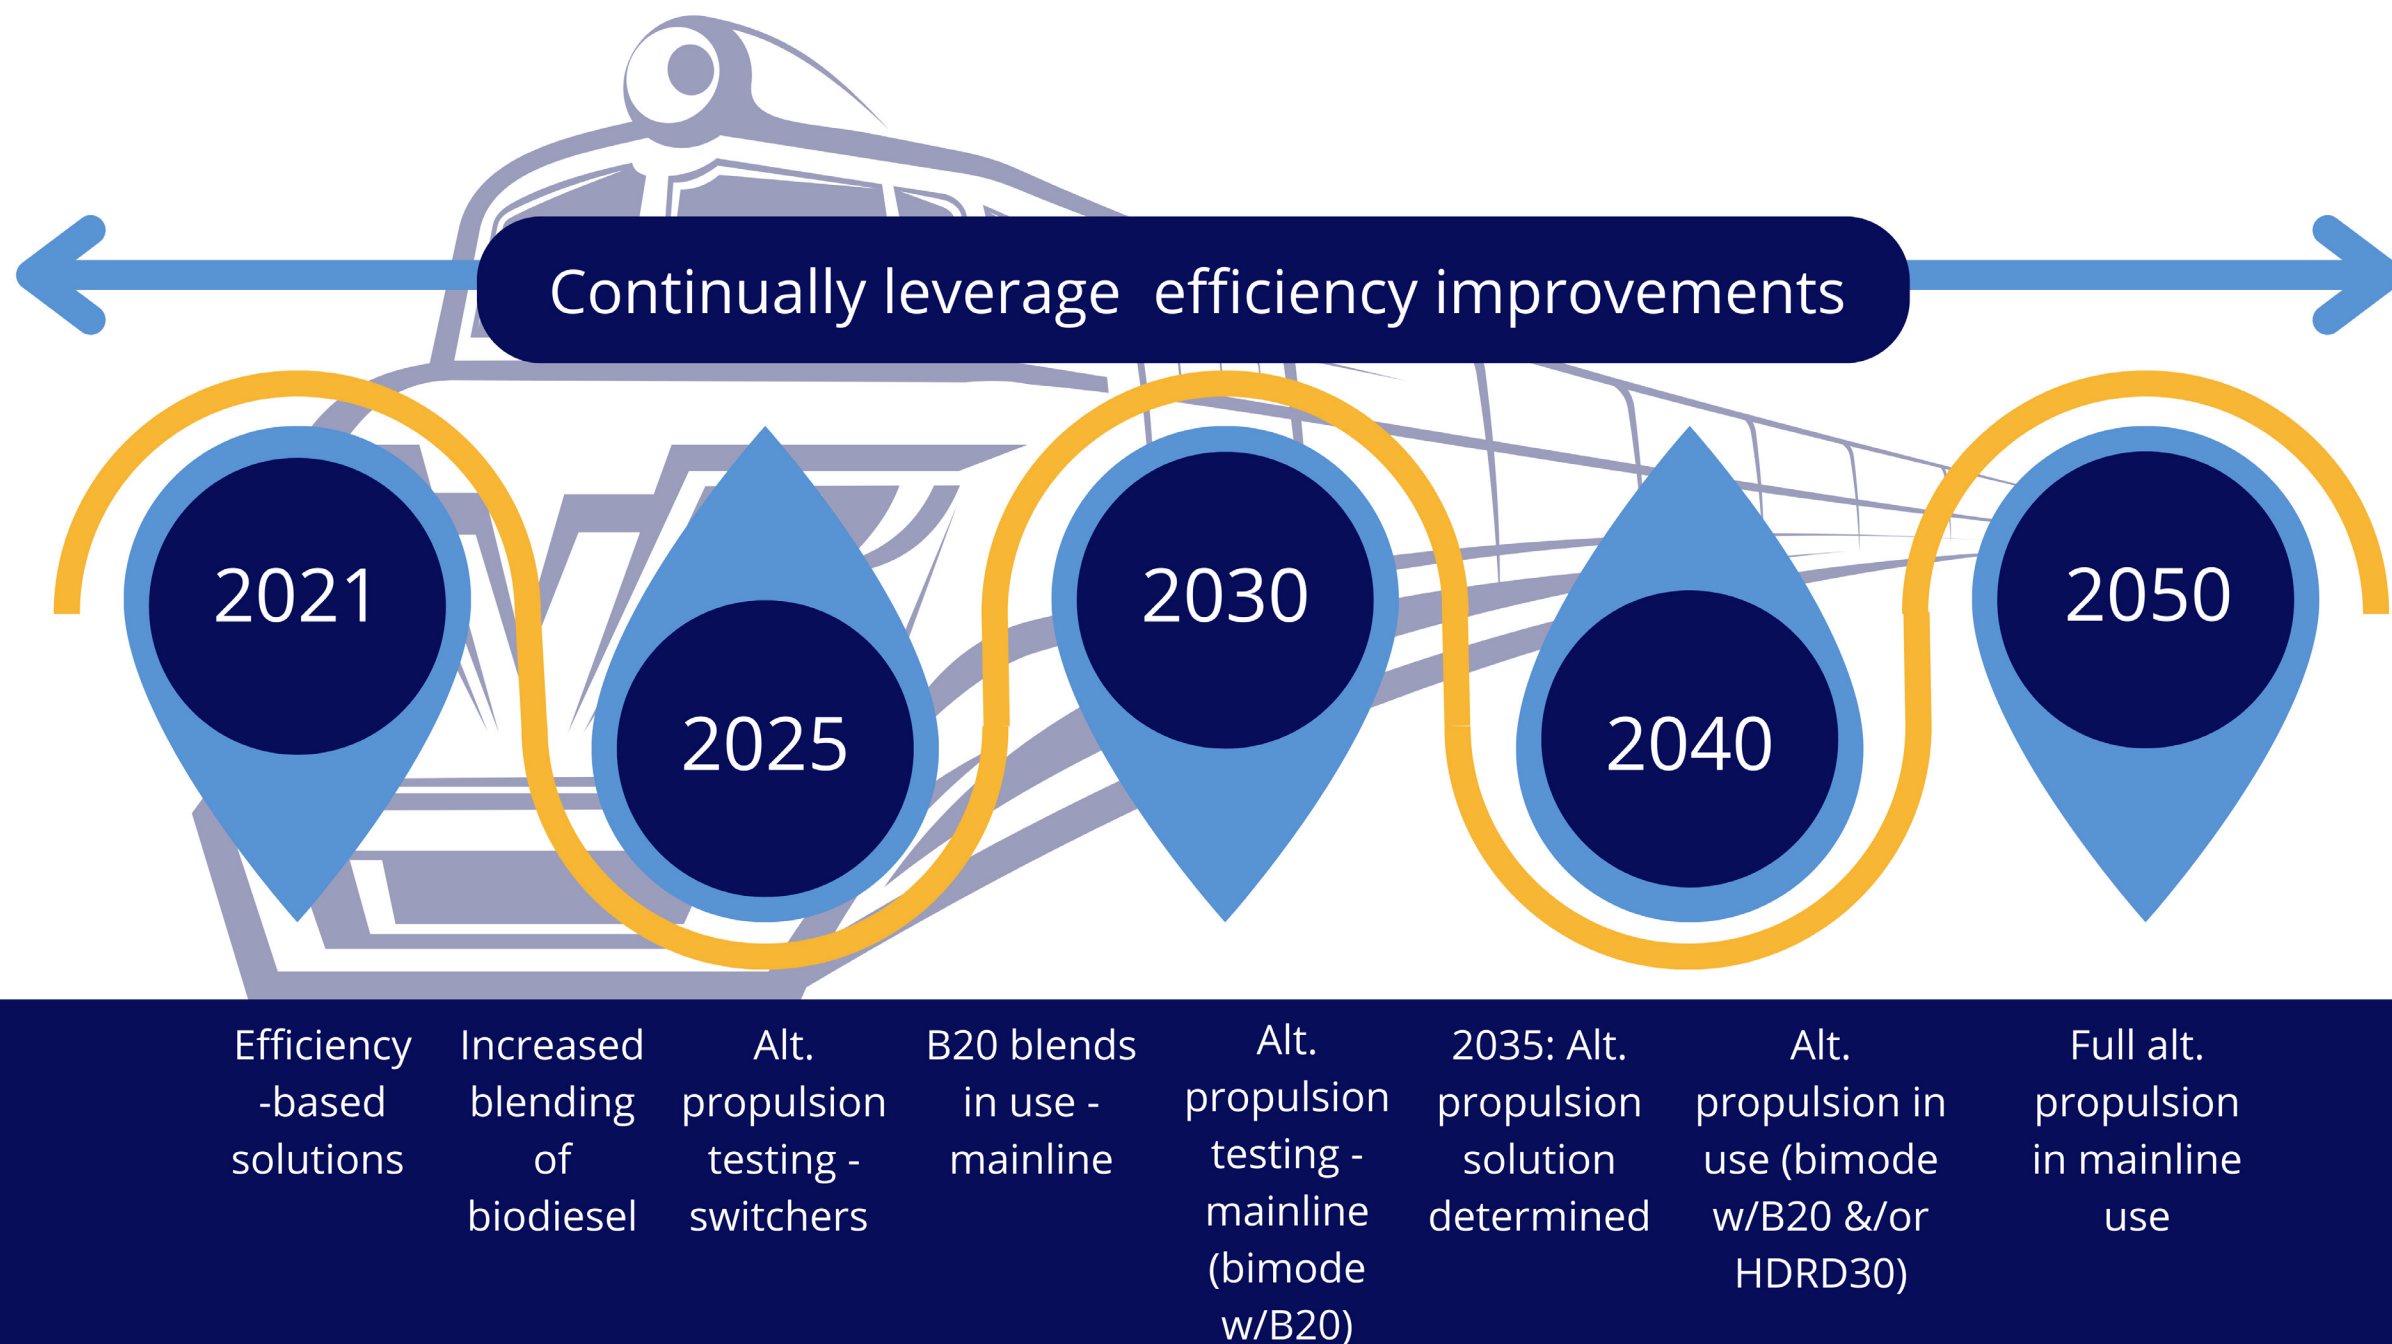 Continually leverage  efficiency improvements
2021
2025
2030
2040
2050
Efficiency
-based
solutions
Increased
blending
of
biodiesel
Alt.
propulsion
testing -
switchers
B20 blends
in use -
mainline
Alt.
propulsion
testing -
mainline
(bimode
w/B20)
2035: Alt.
propulsion
solution
determined
Alt.
propulsion in
use (bimode
w/B20 &/or
HDRD30)
Full alt.
propulsion
in mainline
use